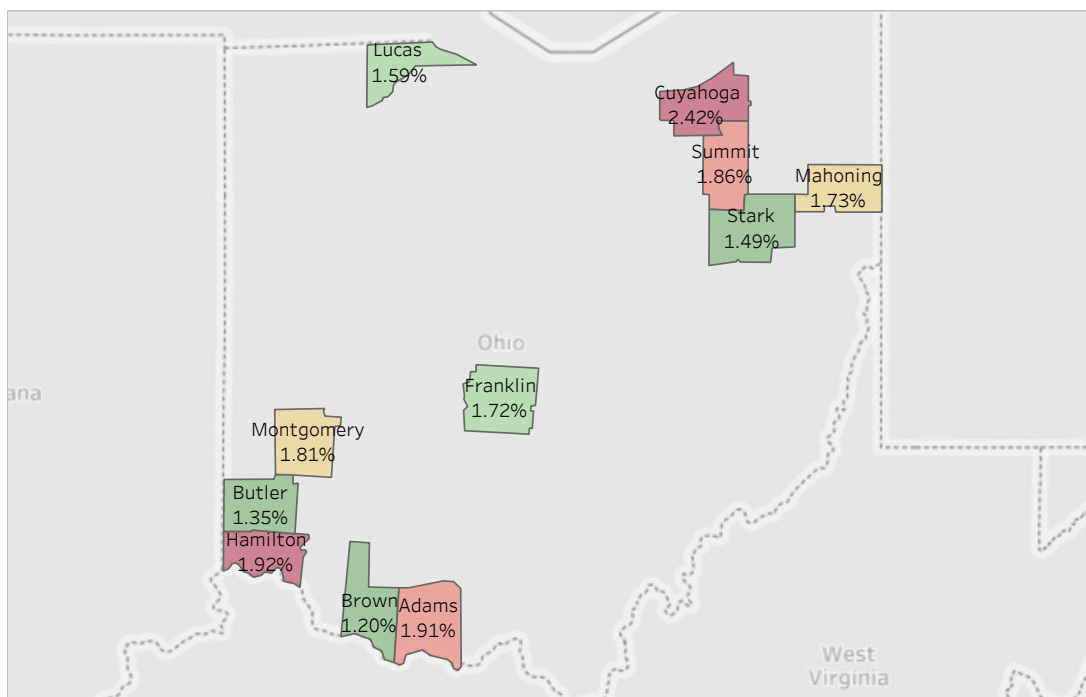 Lucas
1.59%
Cuyahoga
2.42%
Summit
1.86%
Mahoning
1.73%
Stark
1.49%
Ohio
Franklin
1.72%
ana
Montgomery
1.81%
Butler
1.35%
Hamilton
1.92%
Brown
1.20%
Adams
1.91%
West
Virginia